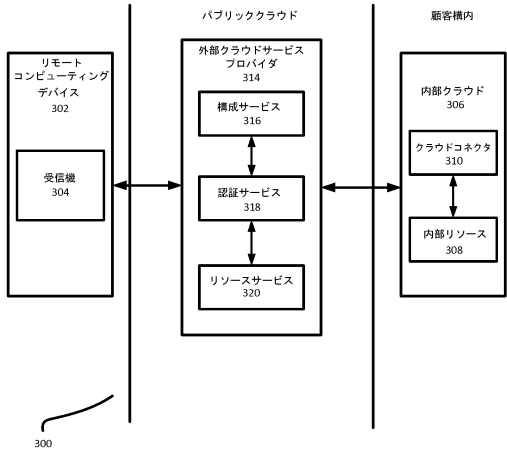 パブリッククラウド
顧客構内
リモート
コンピューティング
デバイス
302
受信機
304
外部クラウドサービス
プロバイダ
314
構成サービス
316
認証サービス
318
リソースサービス
320
内部クラウド
306
クラウドコネクタ
310
内部リソース
308
300